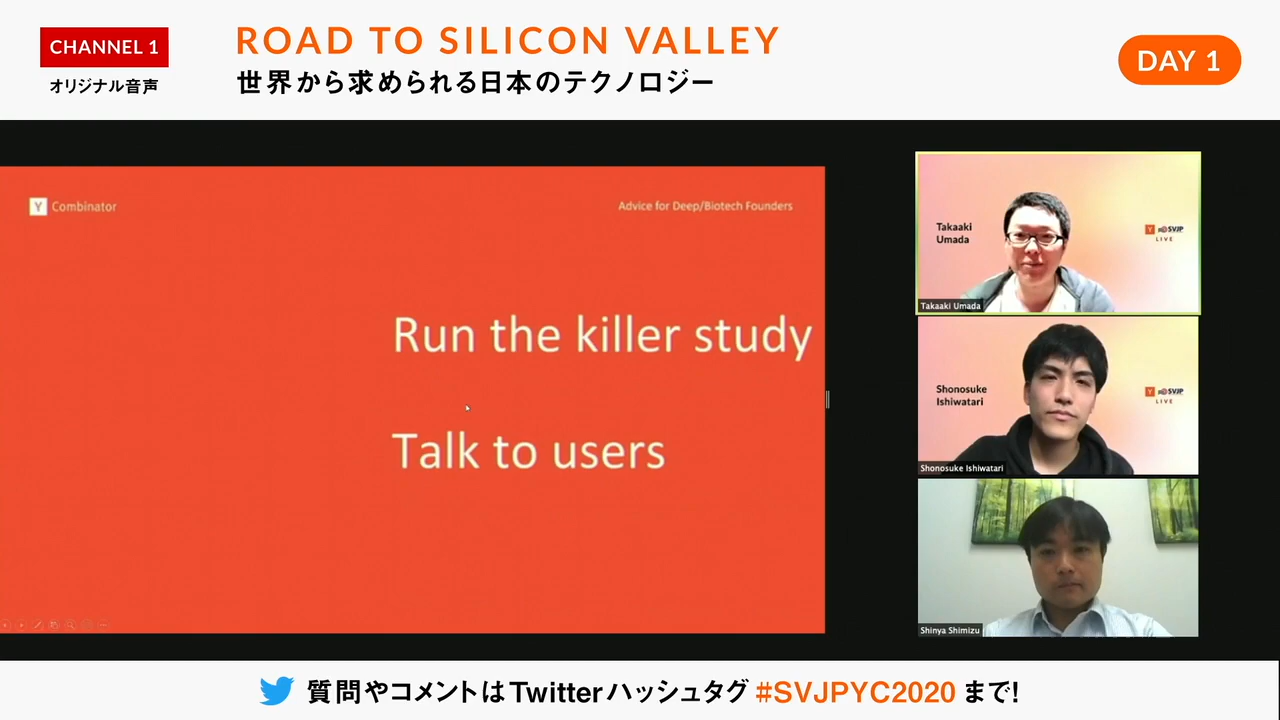 CHANNEL 1
オリジナル音声
ROAD TO SILICON VALLEY
世界から求められる日本のテクノロジー
DAY 1
Y Combinator
Advice for Deep/Biotech Founders
Run the killer study
Talk to users
Takaaki
Umada
Y SVJP
LIVE
Takaaki Umada
Shonosuke
Ishiwatari
Y SVJP
LIVE
Shonosuke Ishiwatari
Shinya Shimizu
質問やコメントはTwitterハッシュタグ #SVJPYC2020 まで!